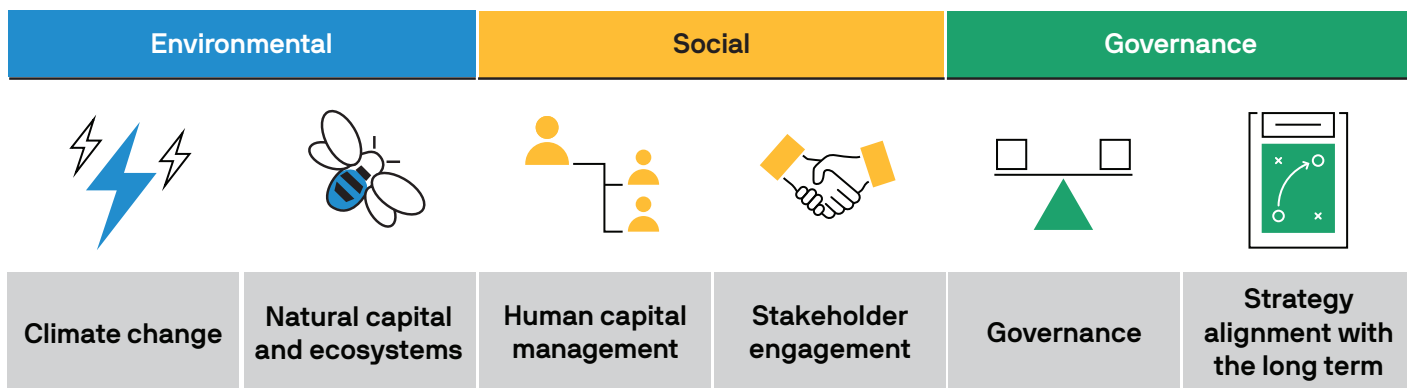 Environmental
Social
Governance
Climate change
Natural capital
and ecosystems
Human capital
management
Stakeholder
engagement
Governance
Strategy
alignment with
the long term